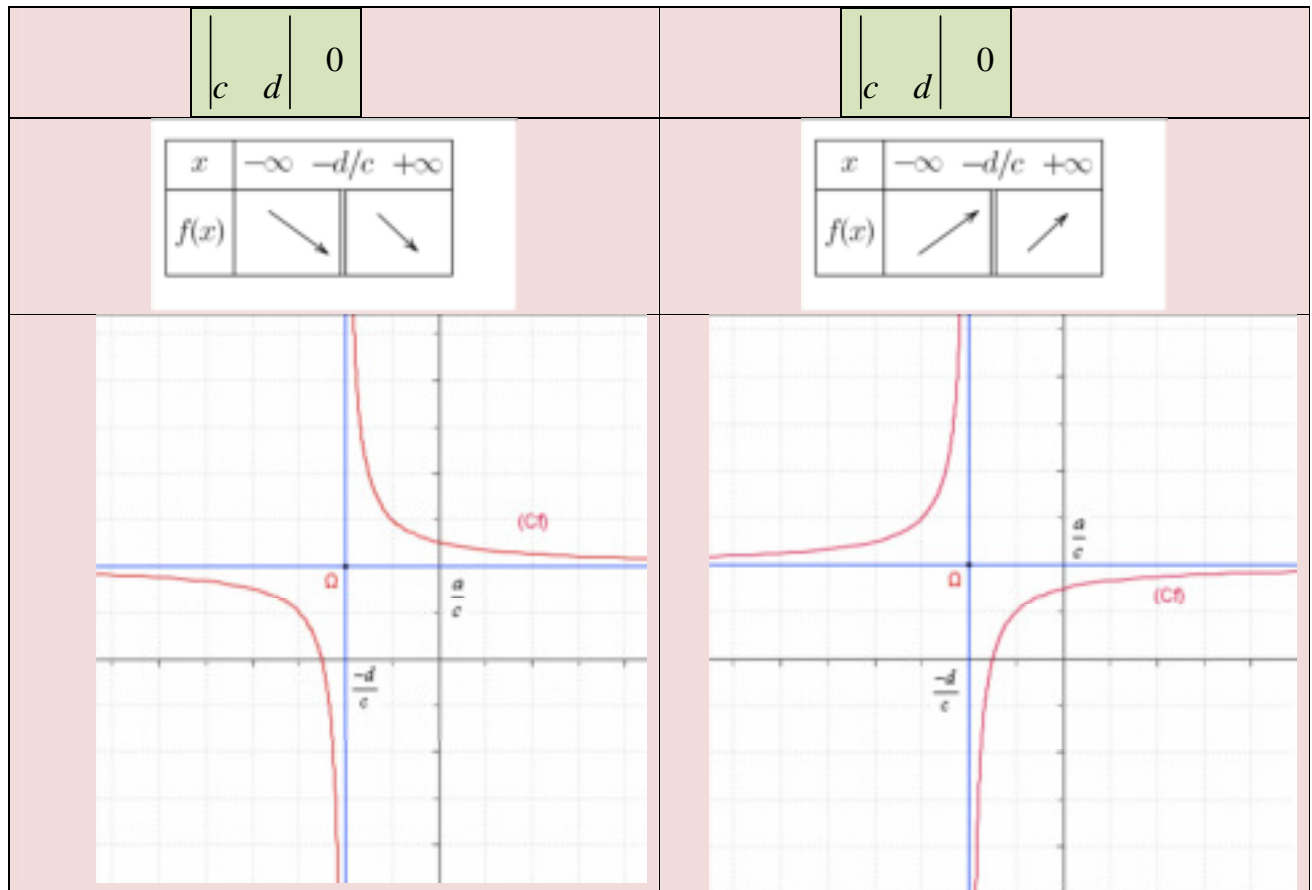 |c d| 0
|c d| 0
x −∞ −d/c +∞
f(x)
x −∞ −d/c +∞
f(x)
(Cf)
Ω
a/c
−d/c
a/c
Ω
(Cf)
−d/c